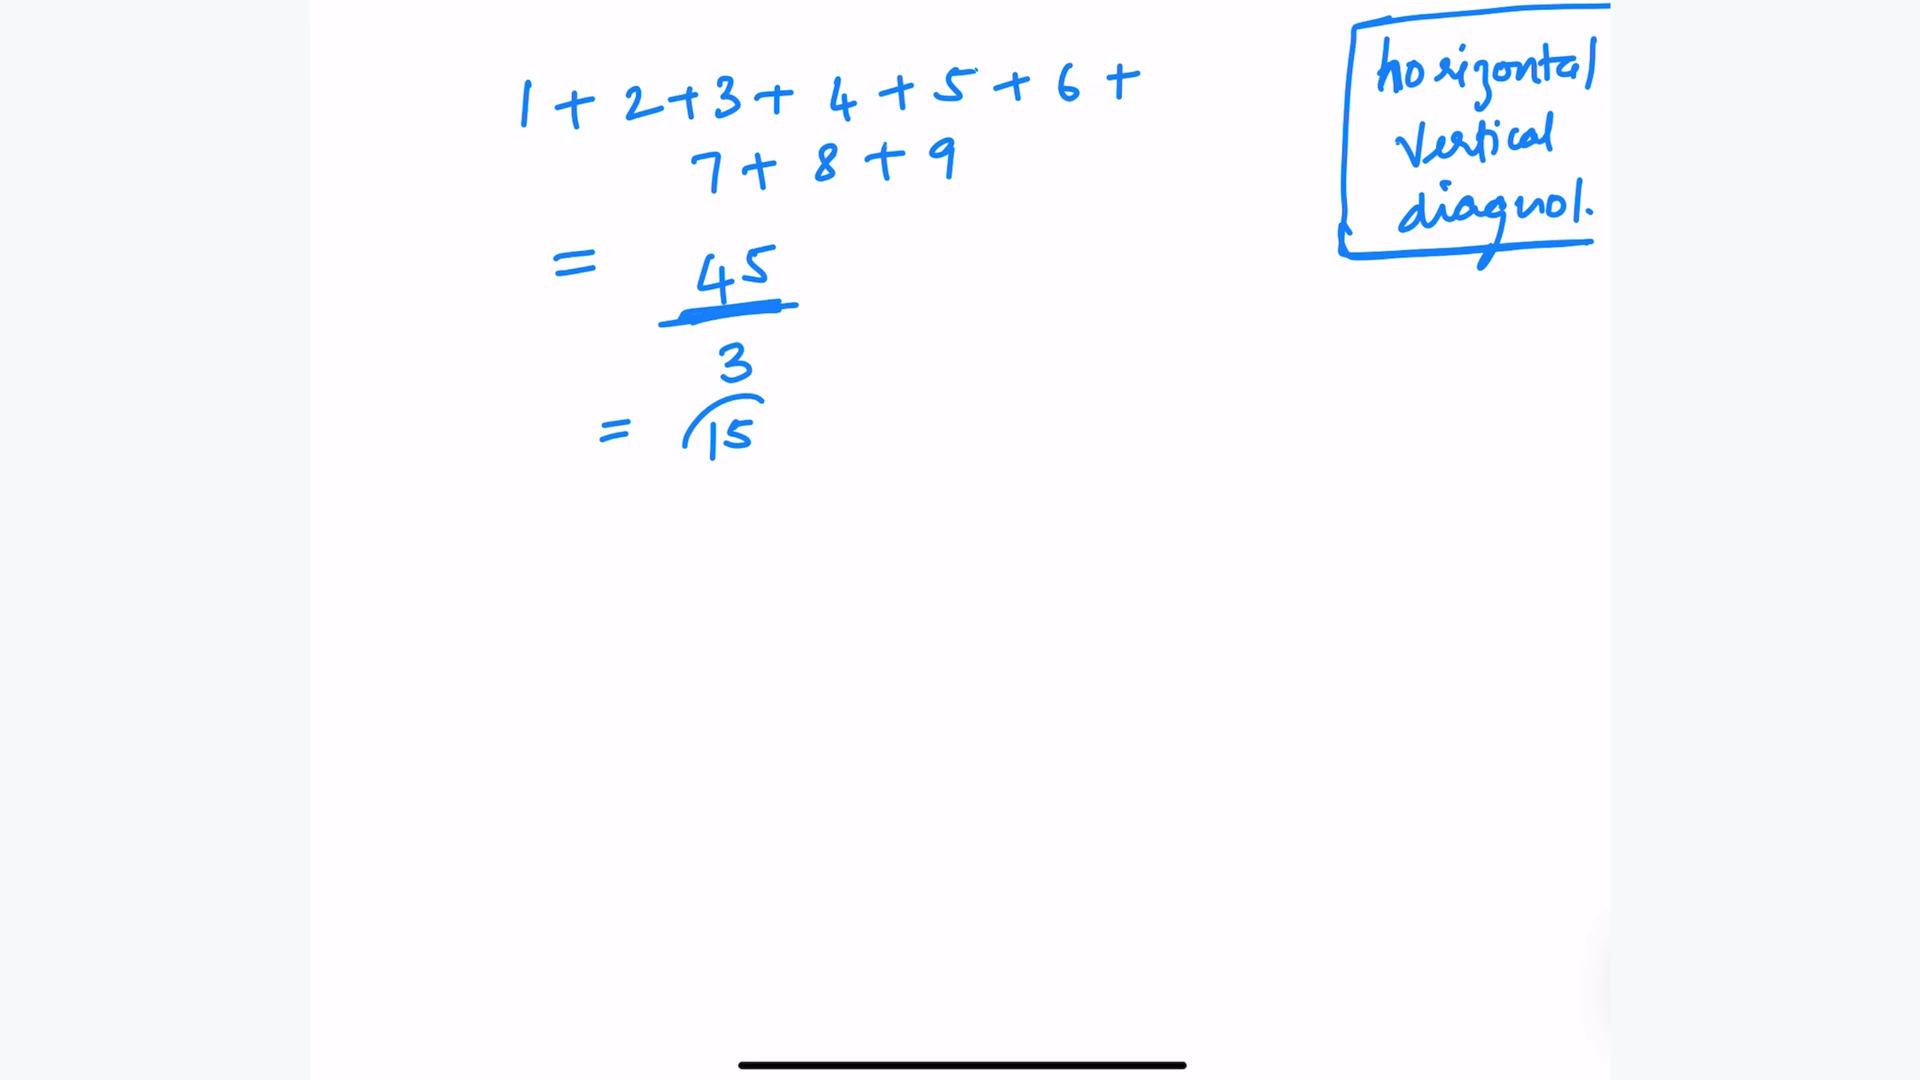 1 + 2 + 3 + 4 + 5 + 6 +
7 + 8 + 9
= 45
3
= 15
horizontal
Vertical
diagnol.